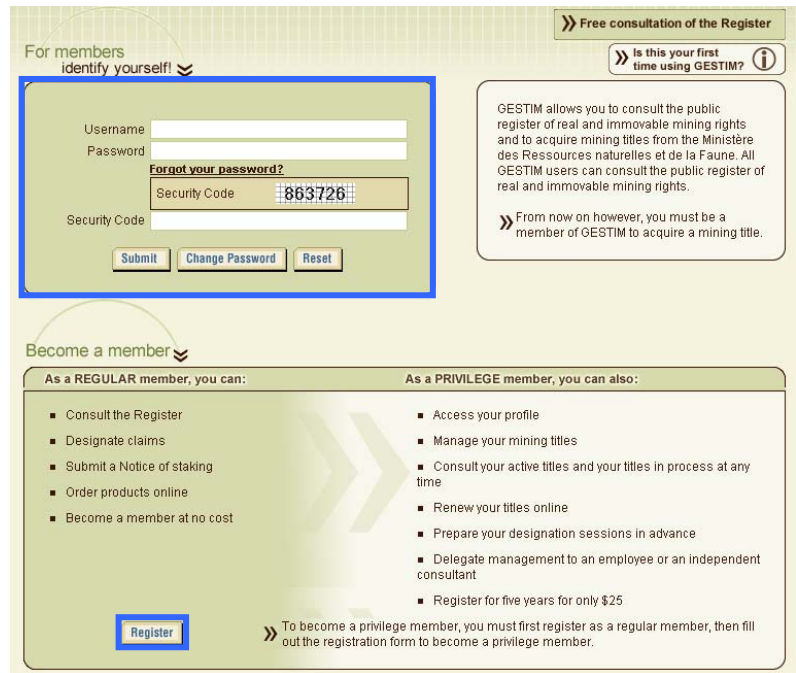 Free consultation of the Register
For members
identify yourself!
Is this your first
time using GESTIM?
Username
Password
Forgot your password?
Security Code 863726
Security Code
Submit Change Password Reset
GESTIM allows you to consult the public
register of real and immovable mining rights
and to acquire mining titles from the Ministère
des Ressources naturelles et de la Faune. All
GESTIM users can consult the public register of
real and immovable mining rights.
From now on however, you must be a
member of GESTIM to acquire a mining title.
Become a member
As a REGULAR member, you can:
■ Consult the Register
■ Designate claims
■ Submit a Notice of staking
■ Order products online
■ Become a member at no cost
Register
As a PRIVILEGE member, you can also:
■ Access your profile
■ Manage your mining titles
■ Consult your active titles and your titles in process at any
time
■ Renew your titles online
■ Prepare your designation sessions in advance
■ Delegate management to an employee or an independent
consultant
■ Register for five years for only $25
To become a privilege member, you must first register as a regular member, then fill
out the registration form to become a privilege member.